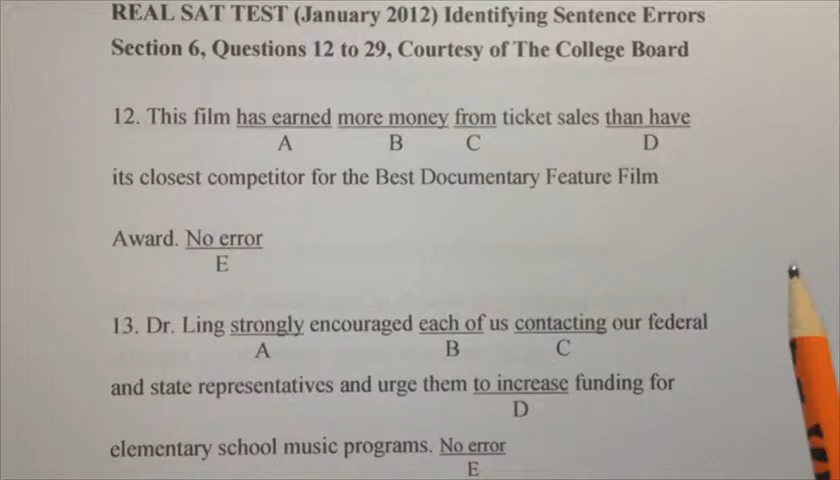 REAL SAT TEST (January 2012) Identifying Sentence Errors
Section 6, Questions 12 to 29, Courtesy of The College Board
12. This film has earned more money from ticket sales than have
A B C D
its closest competitor for the Best Documentary Feature Film
Award. No error
E
13. Dr. Ling strongly encouraged each of us contacting our federal
A B C
and state representatives and urge them to increase funding for
D
elementary school music programs. No error
E